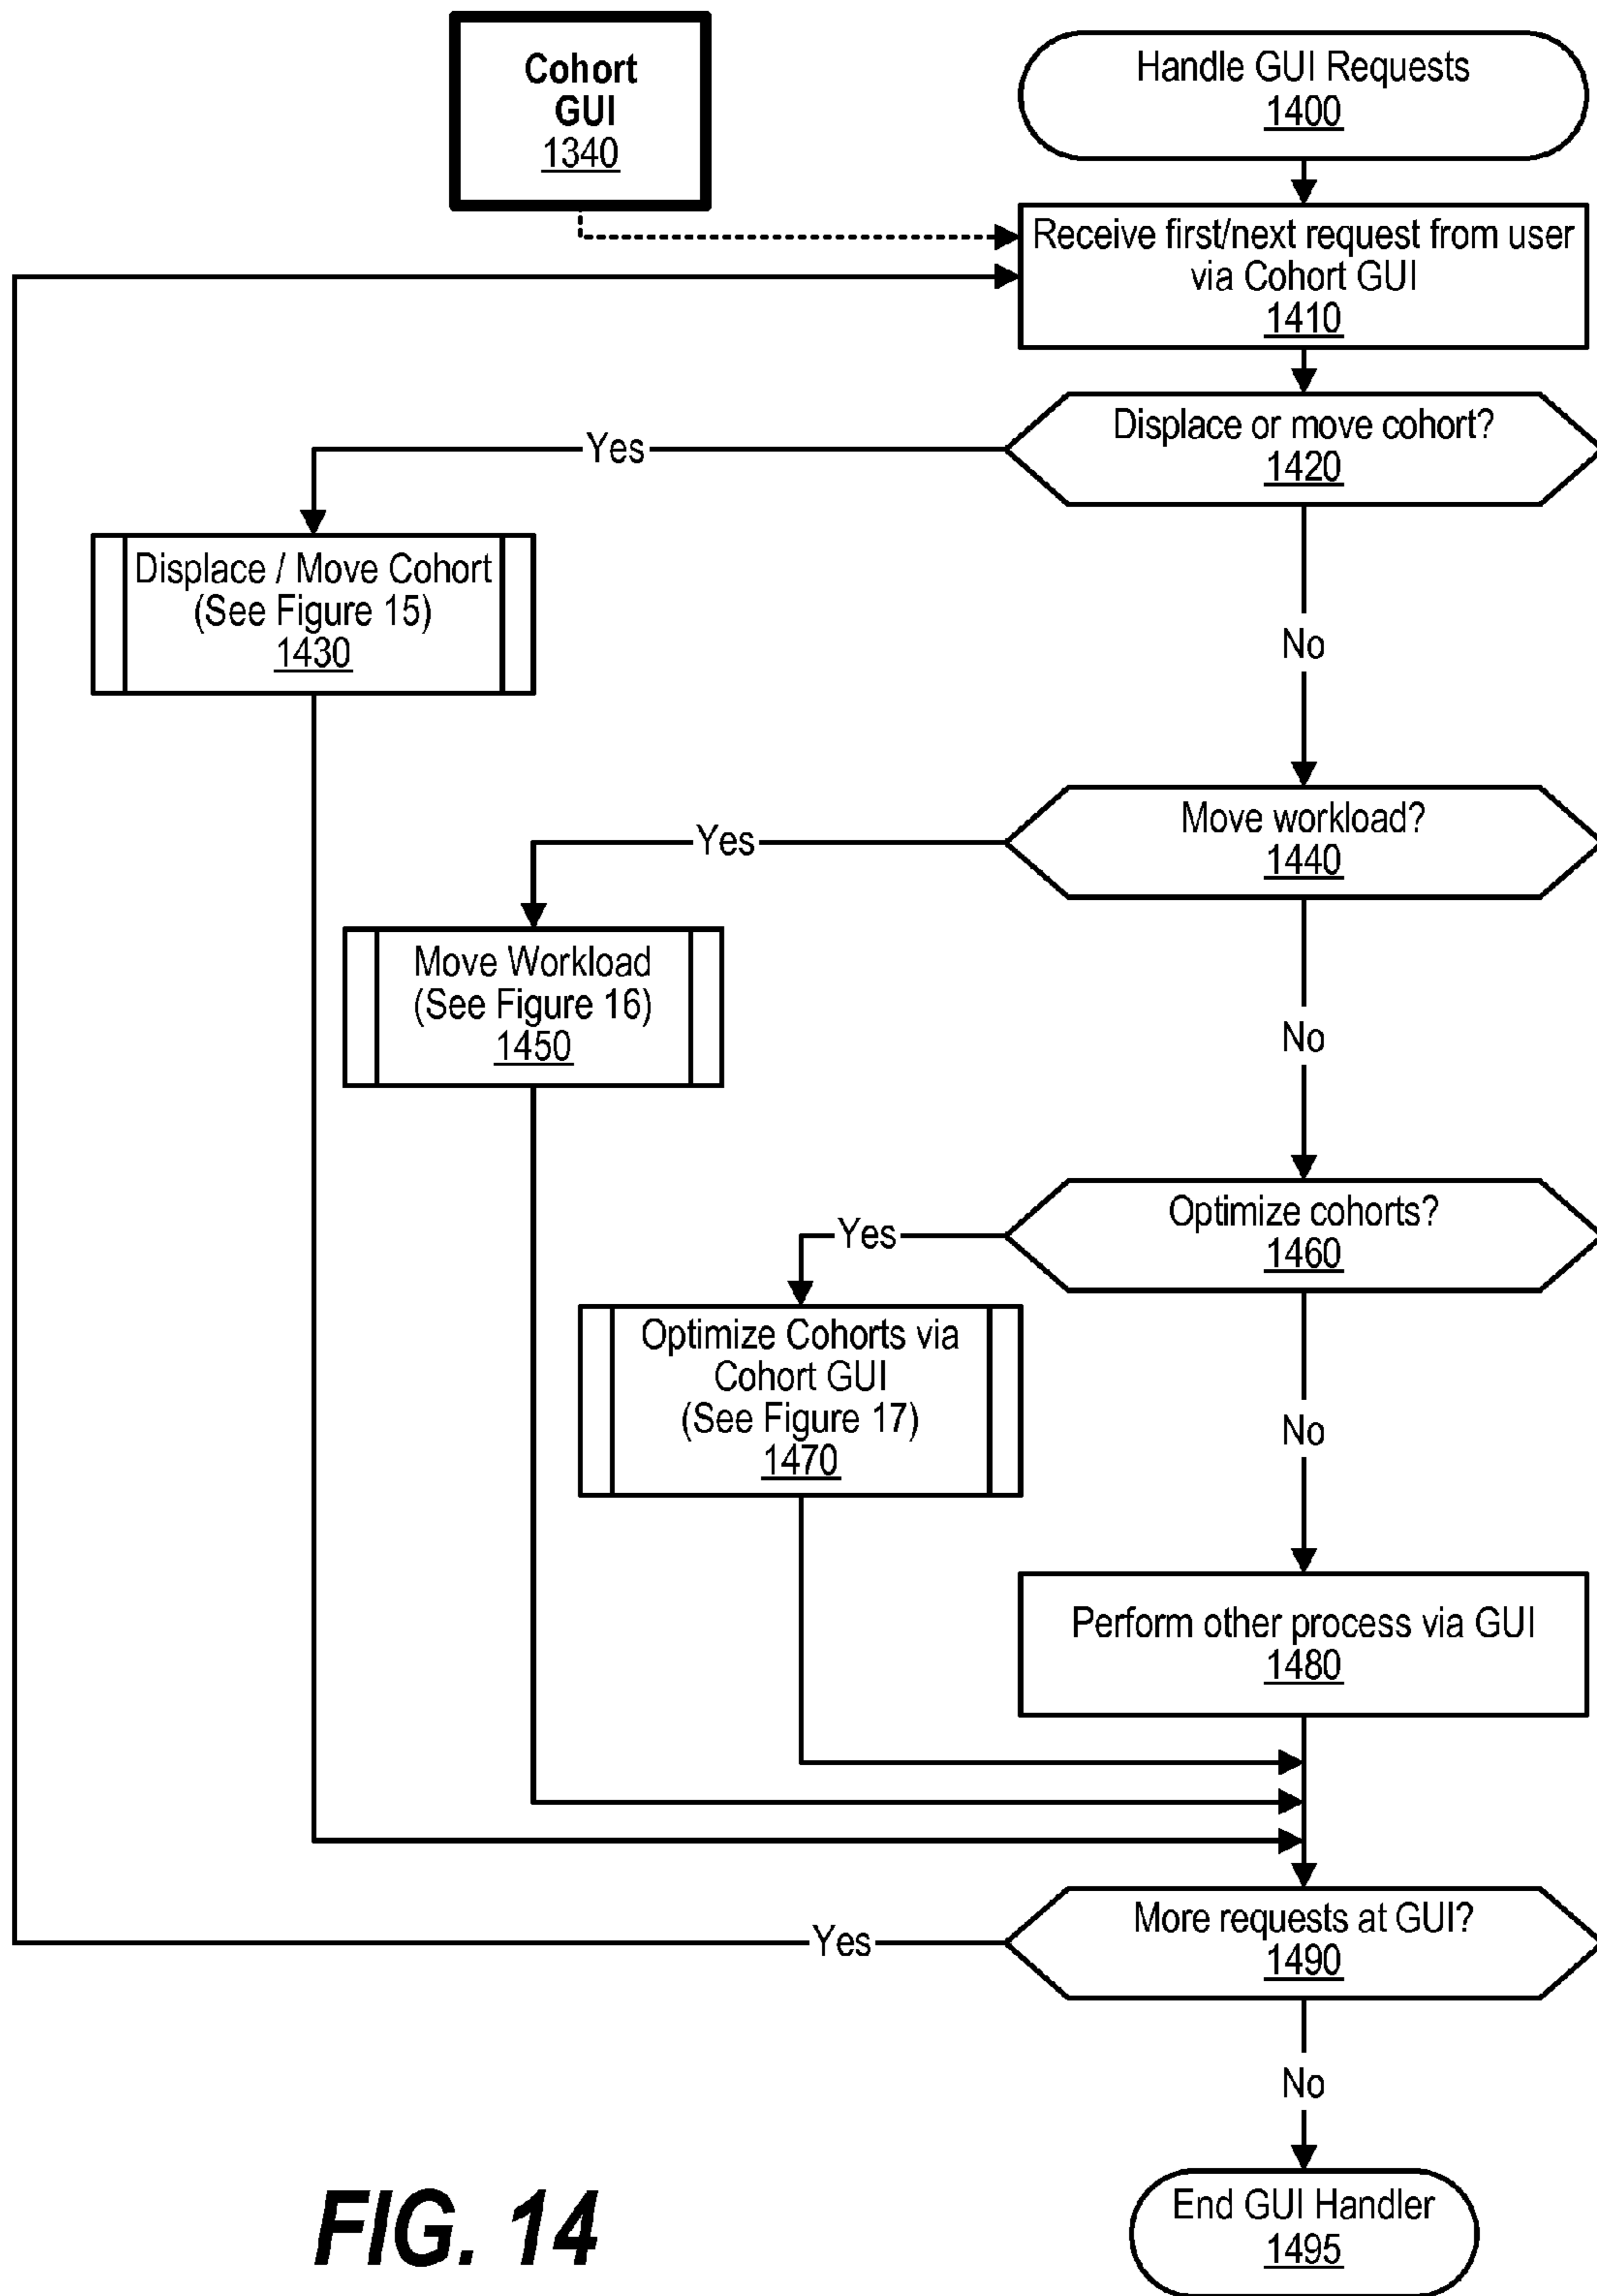 Cohort
GUI
1340
Handle GUI Requests
1400
Receive first/next request from user
via Cohort GUI
1410
Displace or move cohort?
1420
Yes
No
Displace / Move Cohort
(See Figure 15)
1430
Move workload?
1440
Yes
No
Move Workload
(See Figure 16)
1450
Optimize cohorts?
1460
Yes
No
Optimize Cohorts via
Cohort GUI
(See Figure 17)
1470
Perform other process via GUI
1480
More requests at GUI?
1490
Yes
No
End GUI Handler
1495
FIG. 14